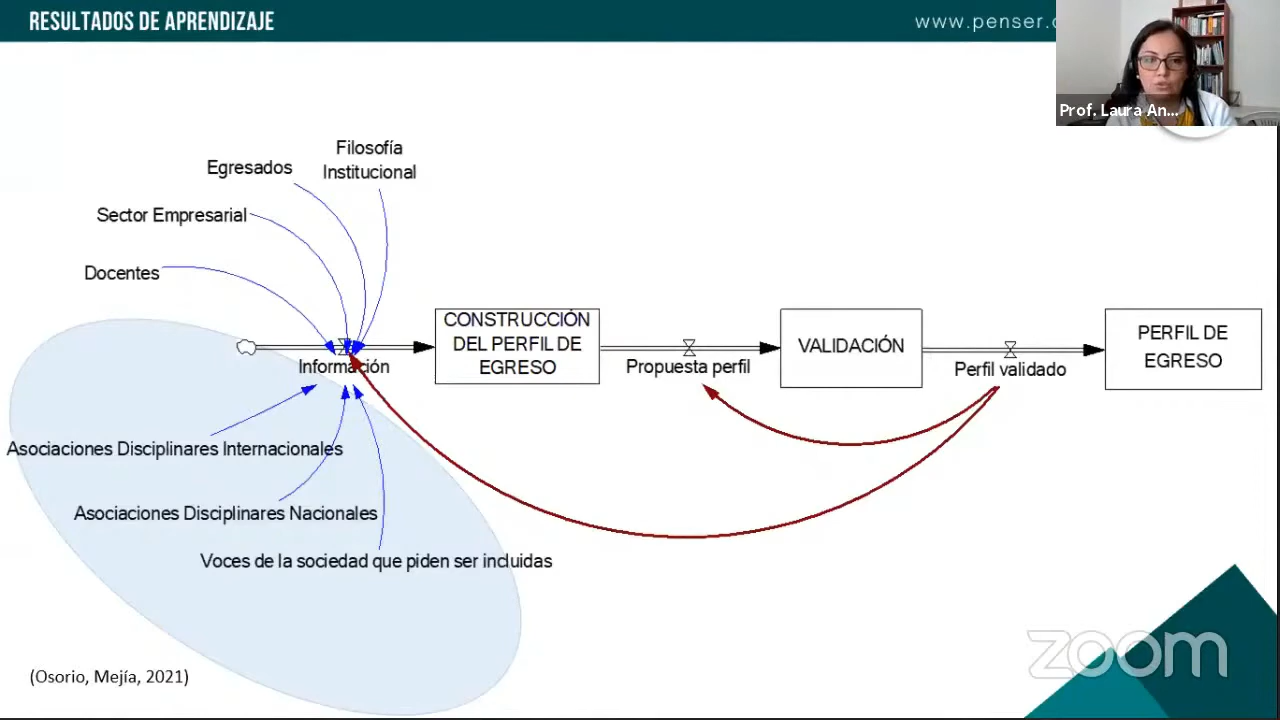 RESULTADOS DE APRENDIZAJE
www.penser.c
Prof. Laura An...
Filosofía
Institucional
Egresados
Sector Empresarial
Docentes
Información
CONSTRUCCIÓN
DEL PERFIL DE
EGRESO
Propuesta perfil
VALIDACIÓN
Perfil validado
PERFIL DE
EGRESO
Asociaciones Disciplinares Internacionales
Asociaciones Disciplinares Nacionales
Voces de la sociedad que piden ser incluidas
(Osorio, Mejía, 2021)
zoom